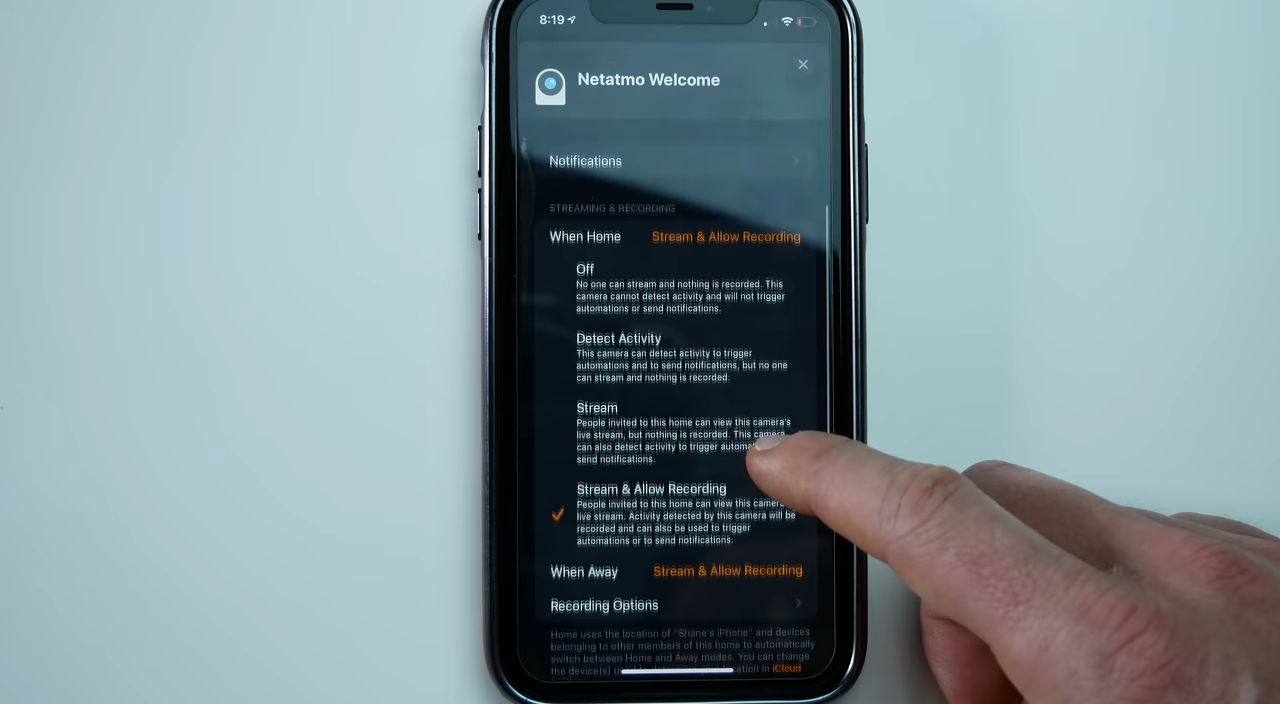 8:19
Netatmo Welcome
Notifications
STREAMING & RECORDING
When Home Stream & Allow Recording
Off
No one can stream and nothing is recorded. This
camera cannot detect activity and will not trigger
automations or send notifications.
Detect Activity
This camera can detect activity to trigger
automations and to send notifications, but no one
can stream and nothing is recorded.
Stream
People invited to this home can view this camera's
live stream, but nothing is recorded. This camera
can also detect activity to trigger
send notifications.
Stream & Allow Recording
People invited to this home can view this
live stream. Activity detected by this camera will be
recorded and can also be used to trigger
automations or to send notifications.
When Away Stream & Allow Recording
Recording Options
Home uses the location of "Shane's iPhone" and devices
belonging to other members of this home to automatically
switch between Home and Away modes. You can change
the device(s) in iCloud